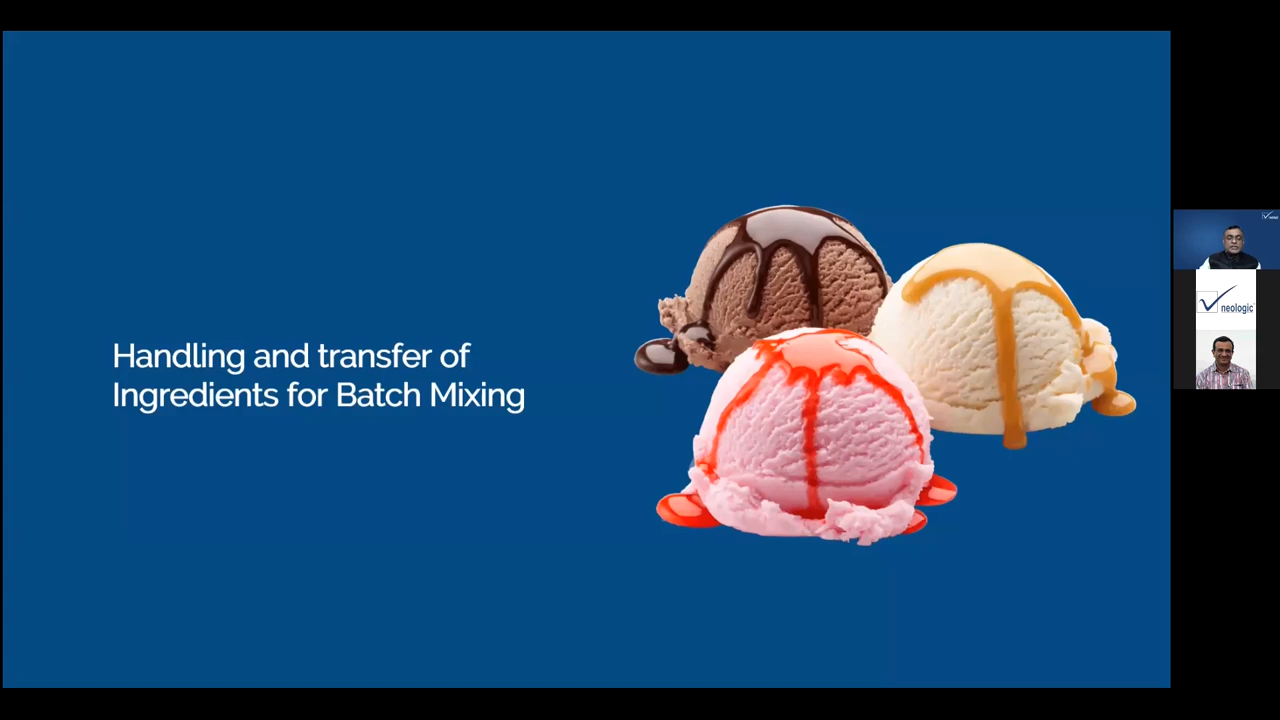 Handling and transfer of
Ingredients for Batch Mixing
neologic